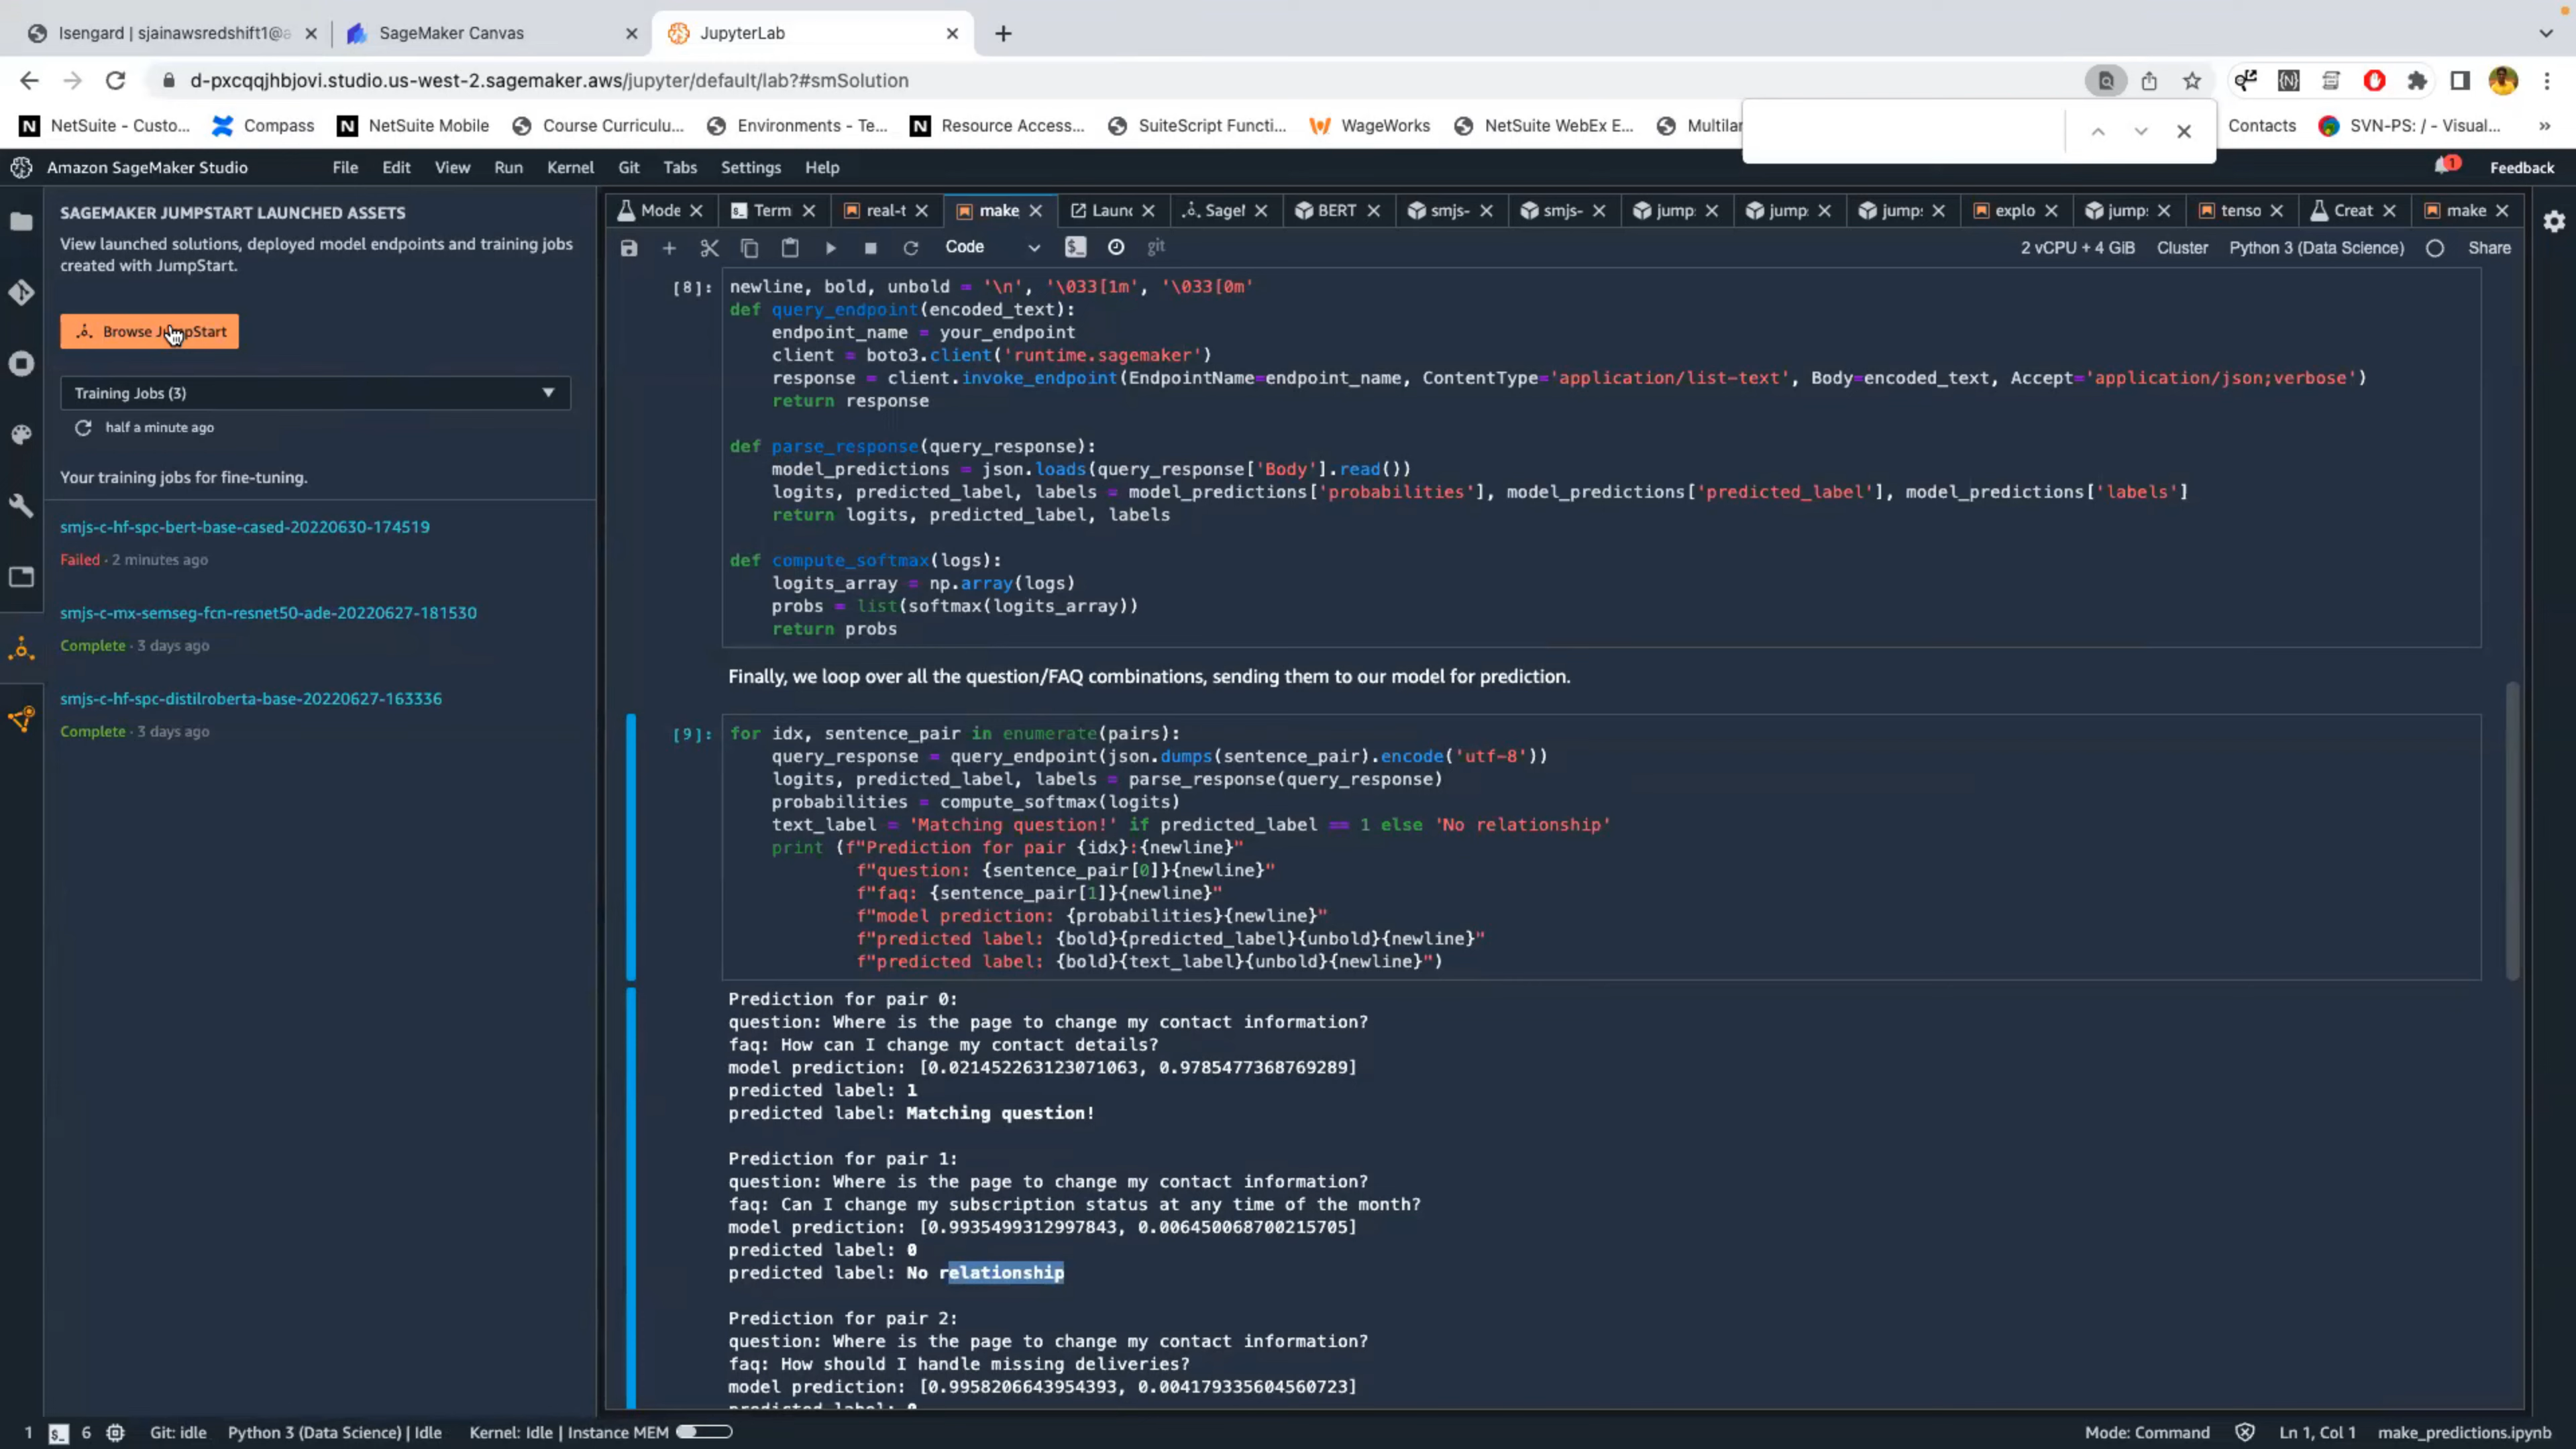 Isengard | sjainawsredshift1@a
SageMaker Canvas
JupyterLab
d-pxcqqjhbjovi.studio.us-west-2.sagemaker.aws/jupyter/default/lab?#smSolution
NetSuite - Custo...
Compass
NetSuite Mobile
Course Curriculu...
Environments - Te...
Resource Access...
SuiteScript Functi...
WageWorks
NetSuite WebEx E...
Multilar
Contacts
SVN-PS: / - Visual...
»
Amazon SageMaker Studio
File Edit View Run Kernel Git Tabs Settings Help
1
Feedback
SAGEMAKER JUMPSTART LAUNCHED ASSETS
View launched solutions, deployed model endpoints and training jobs
created with JumpStart.
Browse JumpStart
Training Jobs (3)
half a minute ago
Your training jobs for fine-tuning.
smjs-c-hf-spc-bert-base-cased-20220630-174519
Failed · 2 minutes ago
smjs-c-mx-semseg-fcn-resnet50-ade-20220627-181530
Complete · 3 days ago
smjs-c-hf-spc-distilroberta-base-20220627-163336
Complete · 3 days ago
Mode Term real-t make Launc SageM BERT smjs- smjs- jump: jump: jump: explo jump: tenso Creat make
Code
git
2 vCPU + 4 GiB Cluster Python 3 (Data Science) Share
[8]: newline, bold, unbold = '\n', '\033[1m', '\033[0m'
def query_endpoint(encoded_text):
    endpoint_name = your_endpoint
    client = boto3.client('runtime.sagemaker')
    response = client.invoke_endpoint(EndpointName=endpoint_name, ContentType='application/list-text', Body=encoded_text, Accept='application/json;verbose')
    return response
def parse_response(query_response):
    model_predictions = json.loads(query_response['Body'].read())
    logits, predicted_label, labels = model_predictions['probabilities'], model_predictions['predicted_label'], model_predictions['labels']
    return logits, predicted_label, labels
def compute_softmax(logs):
    logits_array = np.array(logs)
    probs = list(softmax(logits_array))
    return probs
Finally, we loop over all the question/FAQ combinations, sending them to our model for prediction.
[9]: for idx, sentence_pair in enumerate(pairs):
    query_response = query_endpoint(json.dumps(sentence_pair).encode('utf-8'))
    logits, predicted_label, labels = parse_response(query_response)
    probabilities = compute_softmax(logits)
    text_label = 'Matching question!' if predicted_label == 1 else 'No relationship'
    print (f"Prediction for pair {idx}:{newline}"
            f"question: {sentence_pair[0]}{newline}"
            f"faq: {sentence_pair[1]}{newline}"
            f"model prediction: {probabilities}{newline}"
            f"predicted label: {bold}{predicted_label}{unbold}{newline}"
            f"predicted label: {bold}{text_label}{unbold}{newline}")
Prediction for pair 0:
question: Where is the page to change my contact information?
faq: How can I change my contact details?
model prediction: [0.021452263123071063, 0.9785477368769289]
predicted label: 1
predicted label: Matching question!
Prediction for pair 1:
question: Where is the page to change my contact information?
faq: Can I change my subscription status at any time of the month?
model prediction: [0.9935499312997843, 0.006450068700215705]
predicted label: 0
predicted label: No relationship
Prediction for pair 2:
question: Where is the page to change my contact information?
faq: How should I handle missing deliveries?
model prediction: [0.9958206643954393, 0.004179335604560723]
predicted label: 0
1 6 Git: idle Python 3 (Data Science) | Idle Kernel: Idle | Instance MEM
Mode: Command Ln 1, Col 1 make_predictions.ipynb